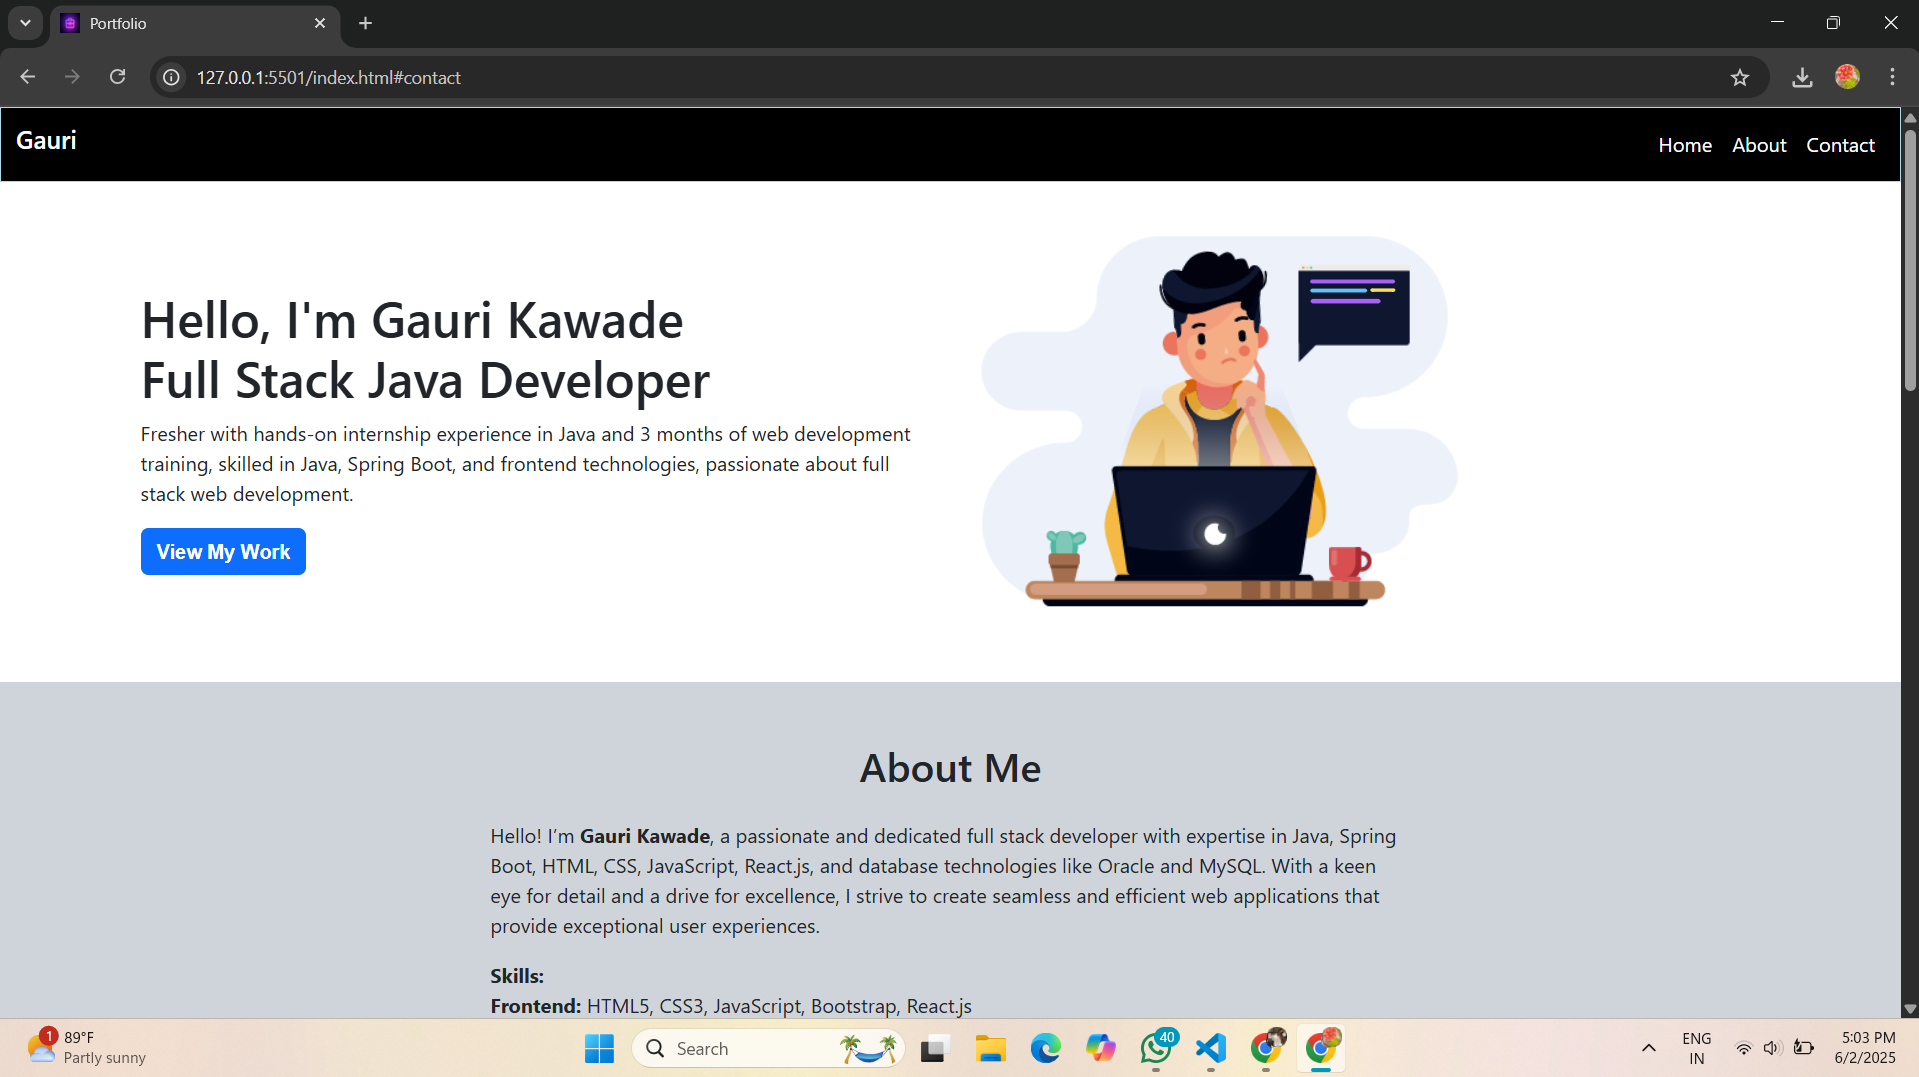 Portfolio
127.0.0.1:5501/index.html#contact
Gauri
Home About Contact
Hello, I'm Gauri Kawade
Full Stack Java Developer
Fresher with hands-on internship experience in Java and 3 months of web development
training, skilled in Java, Spring Boot, and frontend technologies, passionate about full
stack web development.
View My Work
About Me
Hello! I’m Gauri Kawade, a passionate and dedicated full stack developer with expertise in Java, Spring
Boot, HTML, CSS, JavaScript, React.js, and database technologies like Oracle and MySQL. With a keen
eye for detail and a drive for excellence, I strive to create seamless and efficient web applications that
provide exceptional user experiences.
Skills:
Frontend: HTML5, CSS3, JavaScript, Bootstrap, React.js
1
89°F
Partly sunny
Search
40
ENG
IN
5:03 PM
6/2/2025